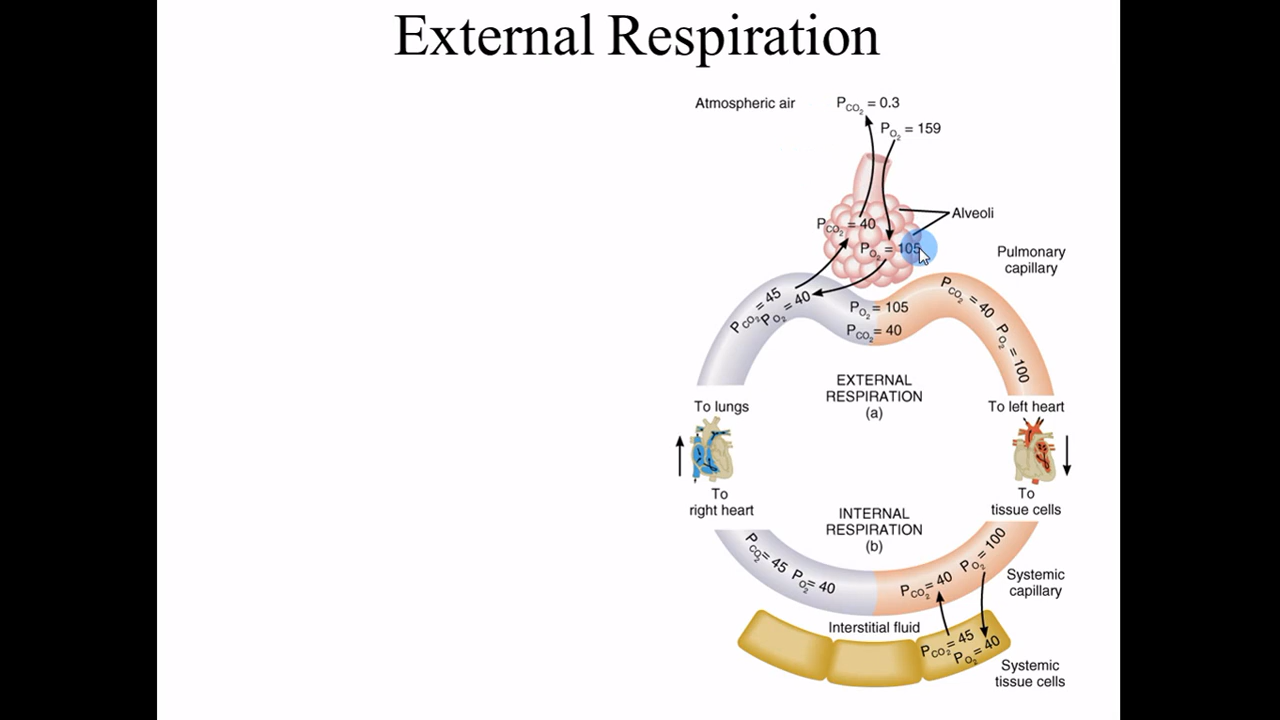 External Respiration
Atmospheric air
PCO2 = 0.3
PO2 = 159
Alveoli
PCO2 = 40
PO2 = 105
Pulmonary
capillary
PCO2 = 45
PO2 = 40
PO2 = 105
PCO2 = 40
PCO2 = 40
PO2 = 100
EXTERNAL
RESPIRATION
(a)
To lungs
To left heart
To
right heart
To
tissue cells
INTERNAL
RESPIRATION
(b)
PCO2 = 45
PO2 = 40
PCO2 = 40
PO2 = 100
Systemic
capillary
Interstitial fluid
PCO2 = 45
PO2 = 40
Systemic
tissue cells